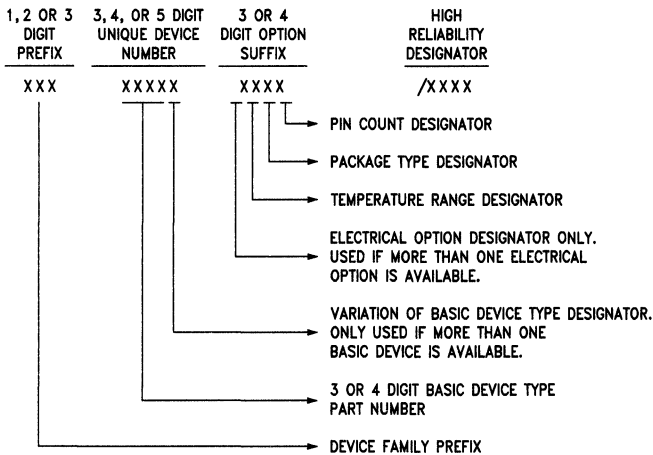 1, 2 OR 3 DIGIT PREFIX
3, 4, OR 5 DIGIT UNIQUE DEVICE NUMBER
3 OR 4 DIGIT OPTION SUFFIX
HIGH RELIABILITY DESIGNATOR
XXX XXXXX XXXX /XXXX
PIN COUNT DESIGNATOR
PACKAGE TYPE DESIGNATOR
TEMPERATURE RANGE DESIGNATOR
ELECTRICAL OPTION DESIGNATOR ONLY.
USED IF MORE THAN ONE ELECTRICAL
OPTION IS AVAILABLE.
VARIATION OF BASIC DEVICE TYPE DESIGNATOR.
ONLY USED IF MORE THAN ONE
BASIC DEVICE IS AVAILABLE.
3 OR 4 DIGIT BASIC DEVICE TYPE
PART NUMBER
DEVICE FAMILY PREFIX